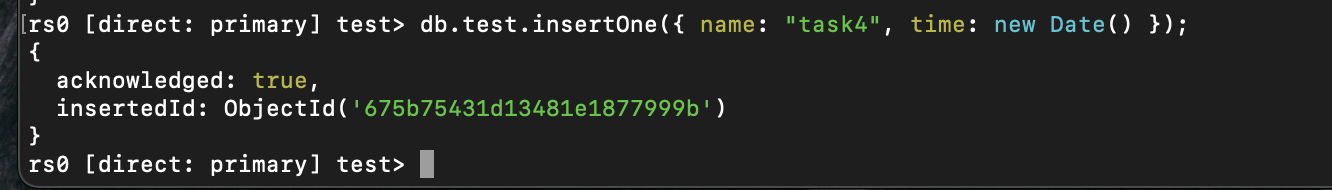 }
[rs0 [direct: primary] test> db.test.insertOne({ name: "task4", time: new Date() });
{
  acknowledged: true,
  insertedId: ObjectId('675b75431d13481e1877999b')
}
rs0 [direct: primary] test>